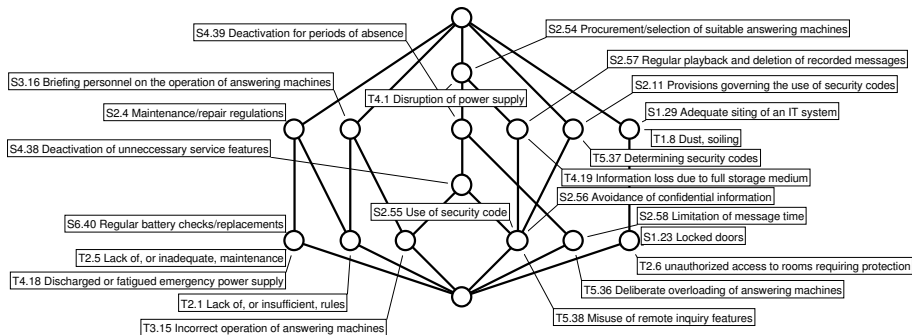 S4.39 Deactivation for periods of absence
S2.54 Procurement/selection of suitable answering machines
S2.57 Regular playback and deletion of recorded messages
S3.16 Briefing personnel on the operation of answering machines
S2.11 Provisions governing the use of security codes
T4.1 Disruption of power supply
S2.4 Maintenance/repair regulations
S1.29 Adequate siting of an IT system
T1.8 Dust, soiling
S4.38 Deactivation of unneccessary service features
T5.37 Determining security codes
T4.19 Information loss due to full storage medium
S2.56 Avoidance of confidential information
S2.55 Use of security code
S2.58 Limitation of message time
S6.40 Regular battery checks/replacements
S1.23 Locked doors
T2.5 Lack of, or inadequate, maintenance
T2.6 unauthorized access to rooms requiring protection
T4.18 Discharged or fatigued emergency power supply
T5.36 Deliberate overloading of answering machines
T2.1 Lack of, or insufficient, rules
T5.38 Misuse of remote inquiry features
T3.15 Incorrect operation of answering machines